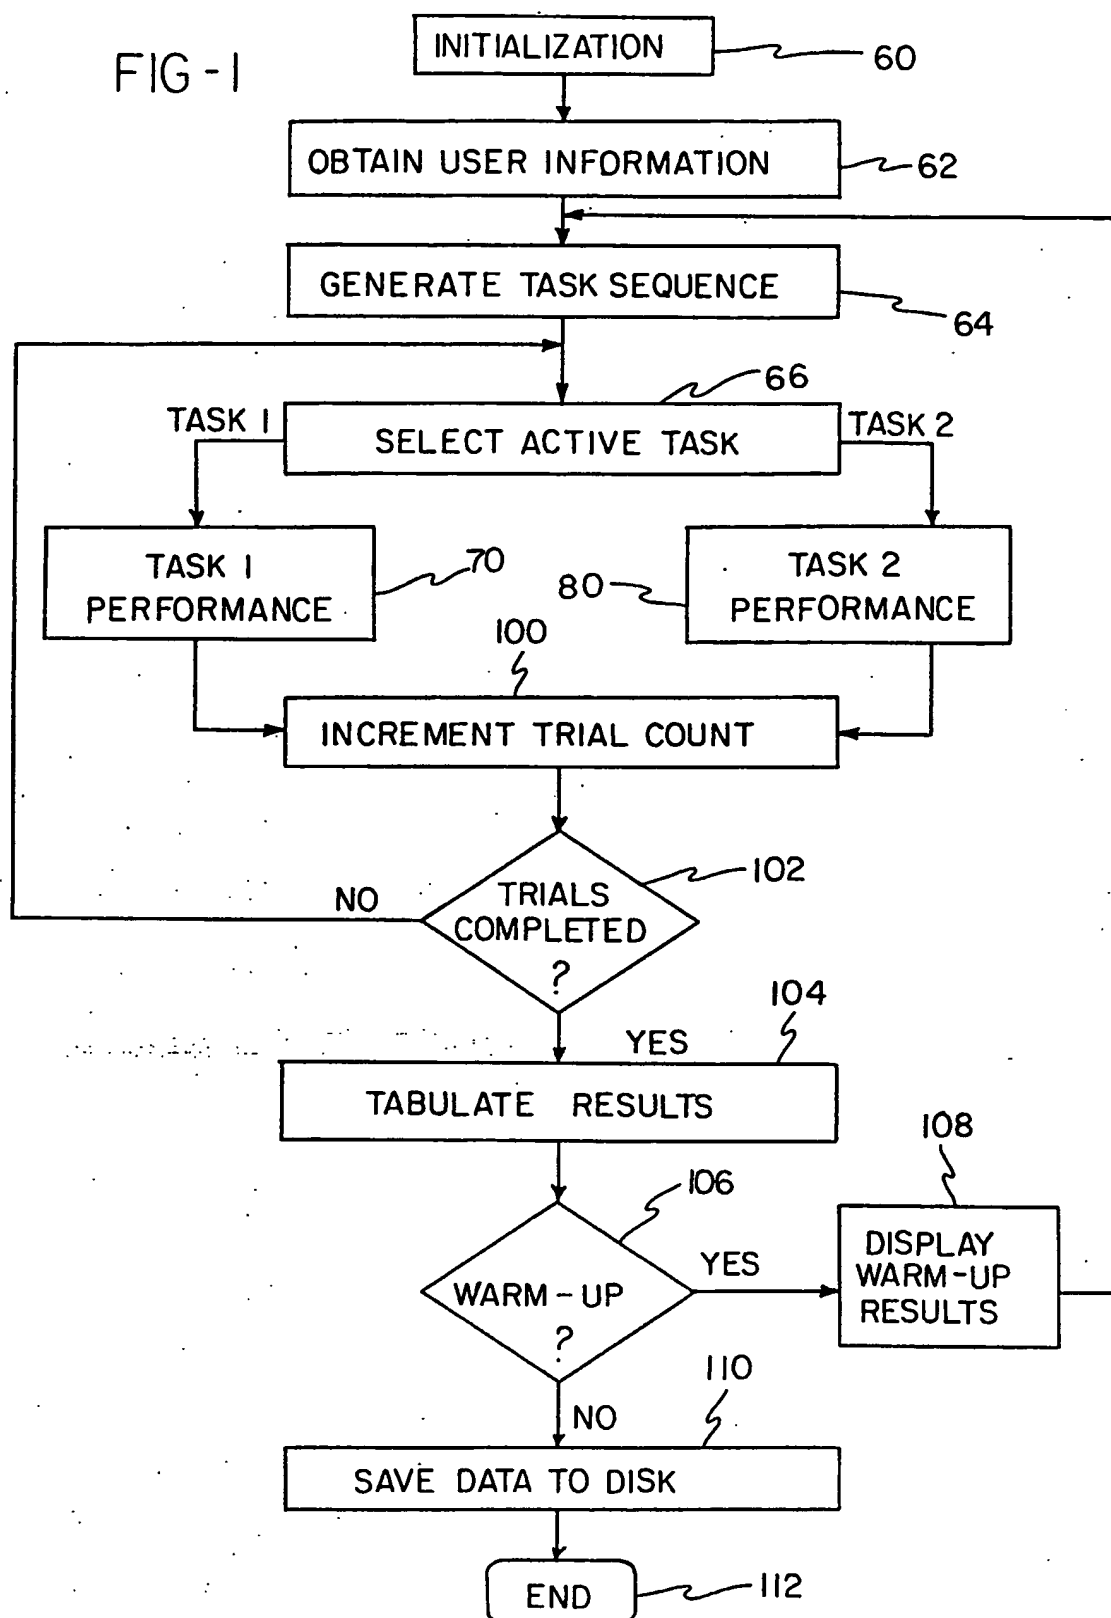 FIG-1
INITIALIZATION
60
OBTAIN USER INFORMATION
62
GENERATE TASK SEQUENCE
64
66
TASK 1
SELECT ACTIVE TASK
TASK 2
TASK 1
PERFORMANCE
70
80
TASK 2
PERFORMANCE
100
INCREMENT TRIAL COUNT
102
NO
TRIALS
COMPLETED
?
104
YES
TABULATE RESULTS
106
108
WARM-UP
?
YES
DISPLAY
WARM-UP
RESULTS
110
NO
SAVE DATA TO DISK
END
112